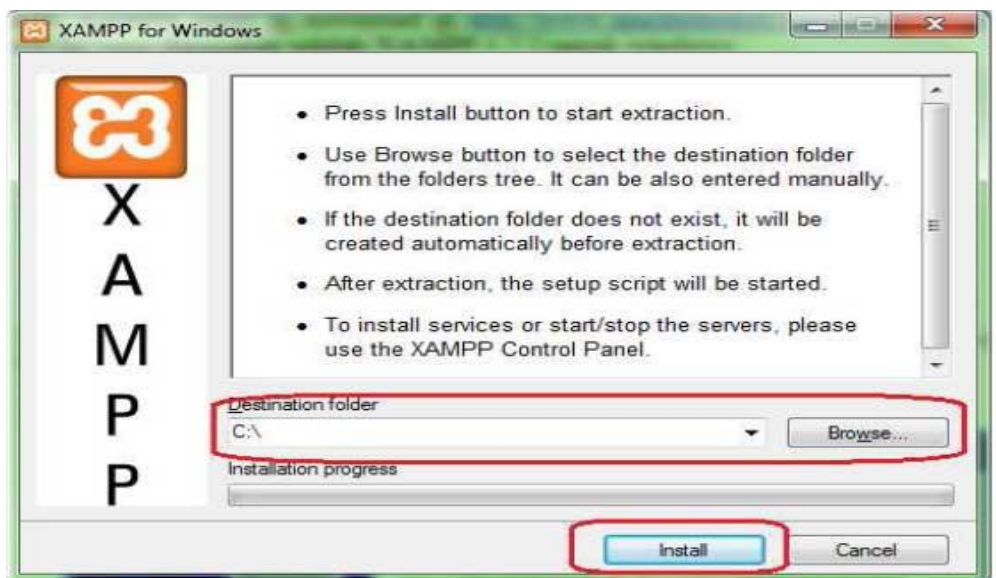 XAMPP for Windows
• Press Install button to start extraction.
• Use Browse button to select the destination folder
from the folders tree. It can be also entered manually.
• If the destination folder does not exist, it will be
created automatically before extraction.
• After extraction, the setup script will be started.
• To install services or start/stop the servers, please
use the XAMPP Control Panel.
X
A
M
P
P
Destination folder
C:\
Browse...
Installation progress
Install
Cancel